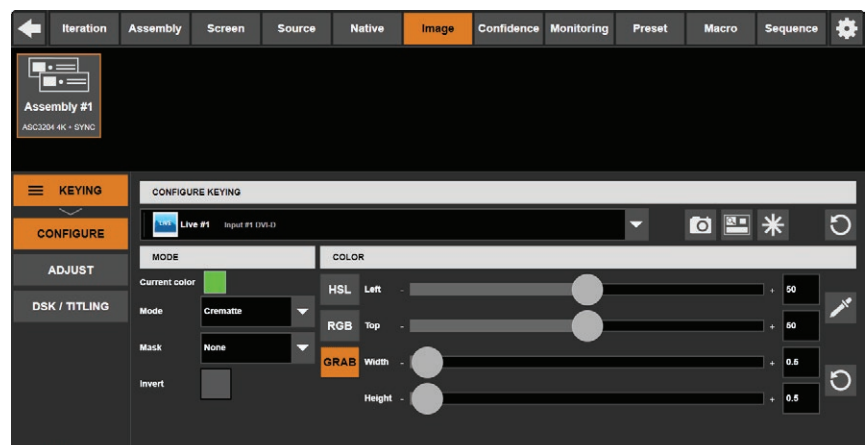 Iteration Assembly Screen Source Native Image Confidence Monitoring Preset Macro Sequence
Assembly #1
ASC3204 4K - SYNC
KEYING
CONFIGURE
ADJUST
DSK / TITLING
CONFIGURE KEYING
LIVE Live #1 Input #1 DVI-D
MODE
Current color
Mode Crematte
Mask None
Invert
COLOR
HSL Left - + 50
RGB Top - + 50
GRAB Width - + 0.5
Height - + 0.5